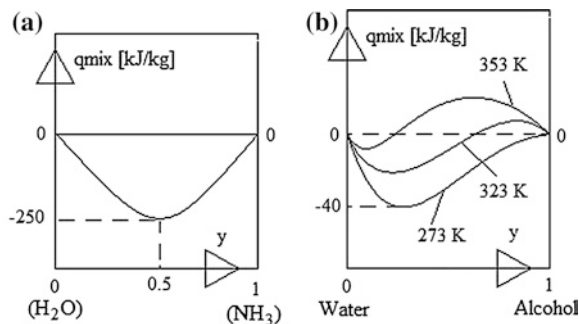 (a)
qmix [kJ/kg]
0
0
-250
y
0
0.5
1
(H₂O)
(NH₃)
(b)
qmix [kJ/kg]
353 K
0
0
323 K
-40
273 K
y
0
1
Water
Alcohol